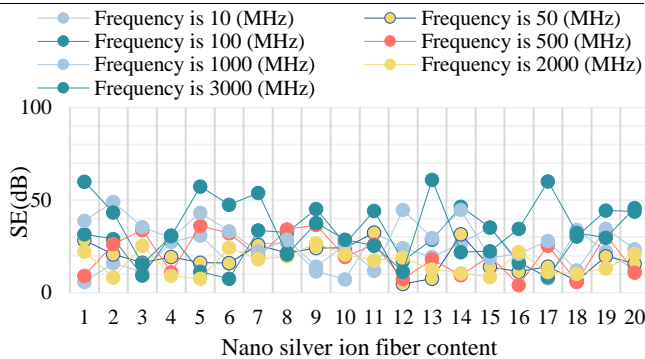 Frequency is 10 (MHz) Frequency is 50 (MHz)
Frequency is 100 (MHz) Frequency is 500 (MHz)
Frequency is 1000 (MHz) Frequency is 2000 (MHz)
Frequency is 3000 (MHz)
100
50
0
SE(dB)
1 2 3 4 5 6 7 8 9 10 11 12 13 14 15 16 17 18 19 20
Nano silver ion fiber content